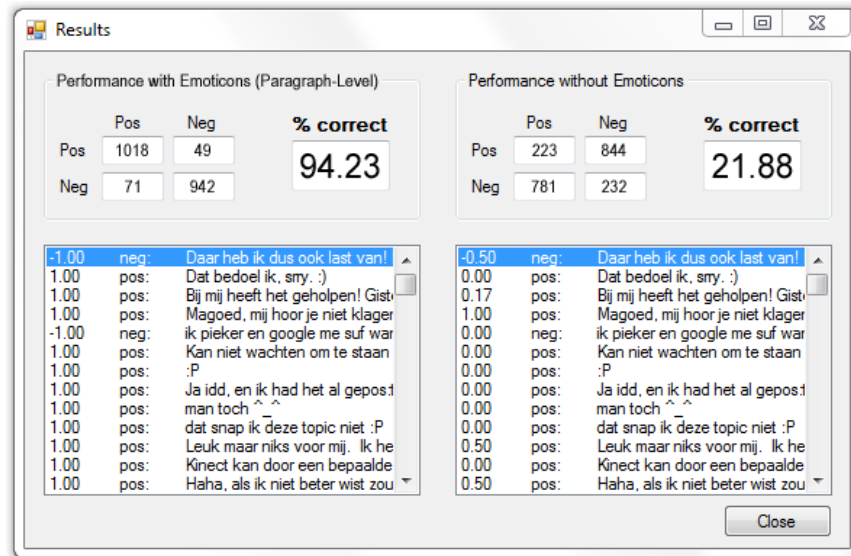 Results
Performance with Emoticons (Paragraph-Level)
Pos Neg % correct
Pos 1018 49 94.23
Neg 71 942
Performance without Emoticons
Pos Neg % correct
Pos 223 844 21.88
Neg 781 232
-1.00 neg: Daar heb ik dus ook last van!
1.00 pos: Dat bedoel ik, srry. :)
1.00 pos: Bij mij heeft het geholpen! Giste
1.00 pos: Magoed, mij hoor je niet klager
-1.00 neg: ik pieker en google me suf war
1.00 pos: Kan niet wachten om te staan
1.00 pos: :P
1.00 pos: Ja idd, en ik had het al gepos:t
1.00 pos: man toch ^_^
1.00 pos: dat snap ik deze topic niet :P
1.00 pos: Leuk maar niks voor mij. Ik he
1.00 pos: Kinect kan door een bepaalde
1.00 pos: Haha, als ik niet beter wist zou
-0.50 neg: Daar heb ik dus ook last van!
0.00 pos: Dat bedoel ik, srry. :)
0.17 pos: Bij mij heeft het geholpen! Giste
1.00 pos: Magoed, mij hoor je niet klager
0.00 neg: ik pieker en google me suf war
0.00 pos: Kan niet wachten om te staan
0.00 pos: :P
0.00 pos: Ja idd, en ik had het al gepos:t
0.00 pos: man toch ^_^
0.00 pos: dat snap ik deze topic niet :P
0.50 pos: Leuk maar niks voor mij. Ik he
0.00 pos: Kinect kan door een bepaalde
0.50 pos: Haha, als ik niet beter wist zou
Close